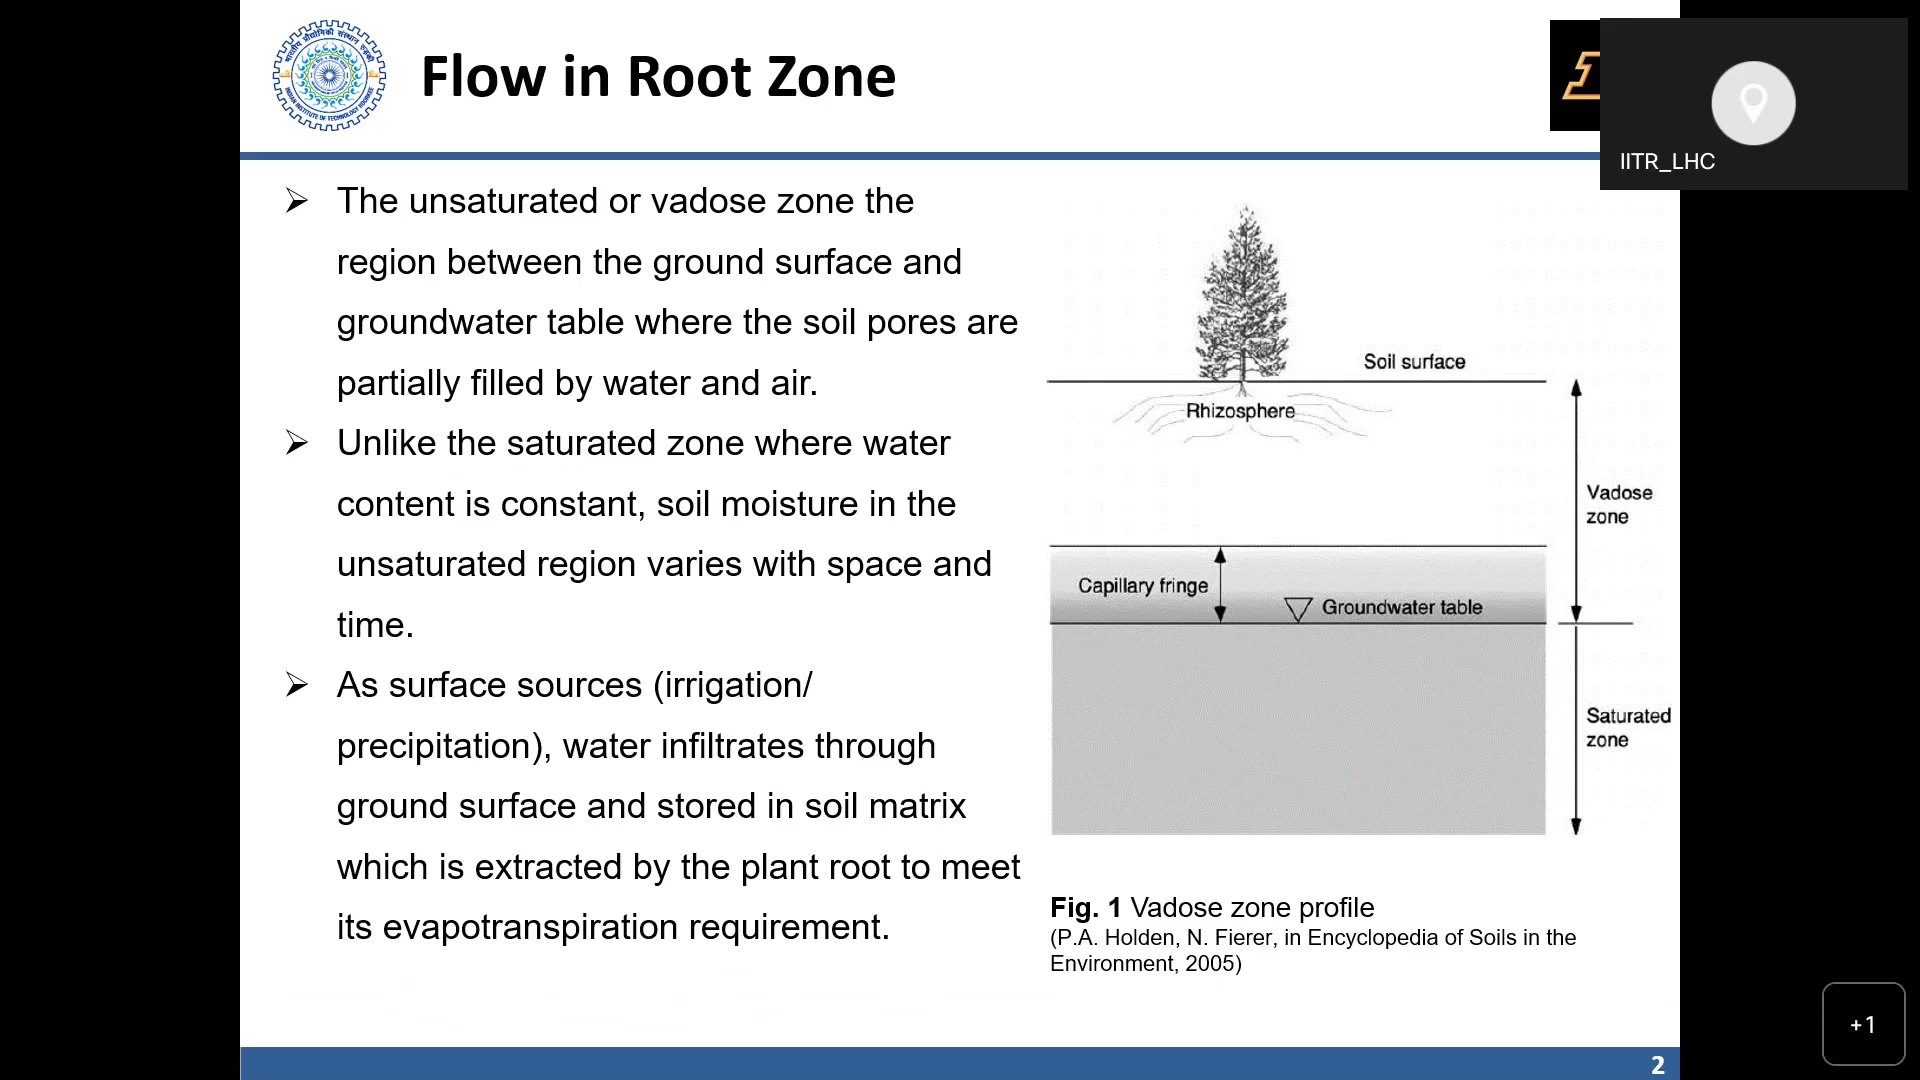 Flow in Root Zone
IITR_LHC
➢ The unsaturated or vadose zone the
region between the ground surface and
groundwater table where the soil pores are
partially filled by water and air.
➢ Unlike the saturated zone where water
content is constant, soil moisture in the
unsaturated region varies with space and
time.
➢ As surface sources (irrigation/
precipitation), water infiltrates through
ground surface and stored in soil matrix
which is extracted by the plant root to meet
its evapotranspiration requirement.
Soil surface
Rhizosphere
Vadose
zone
Capillary fringe
Groundwater table
Saturated
zone
Fig. 1 Vadose zone profile
(P.A. Holden, N. Fierer, in Encyclopedia of Soils in the
Environment, 2005)
+1
2